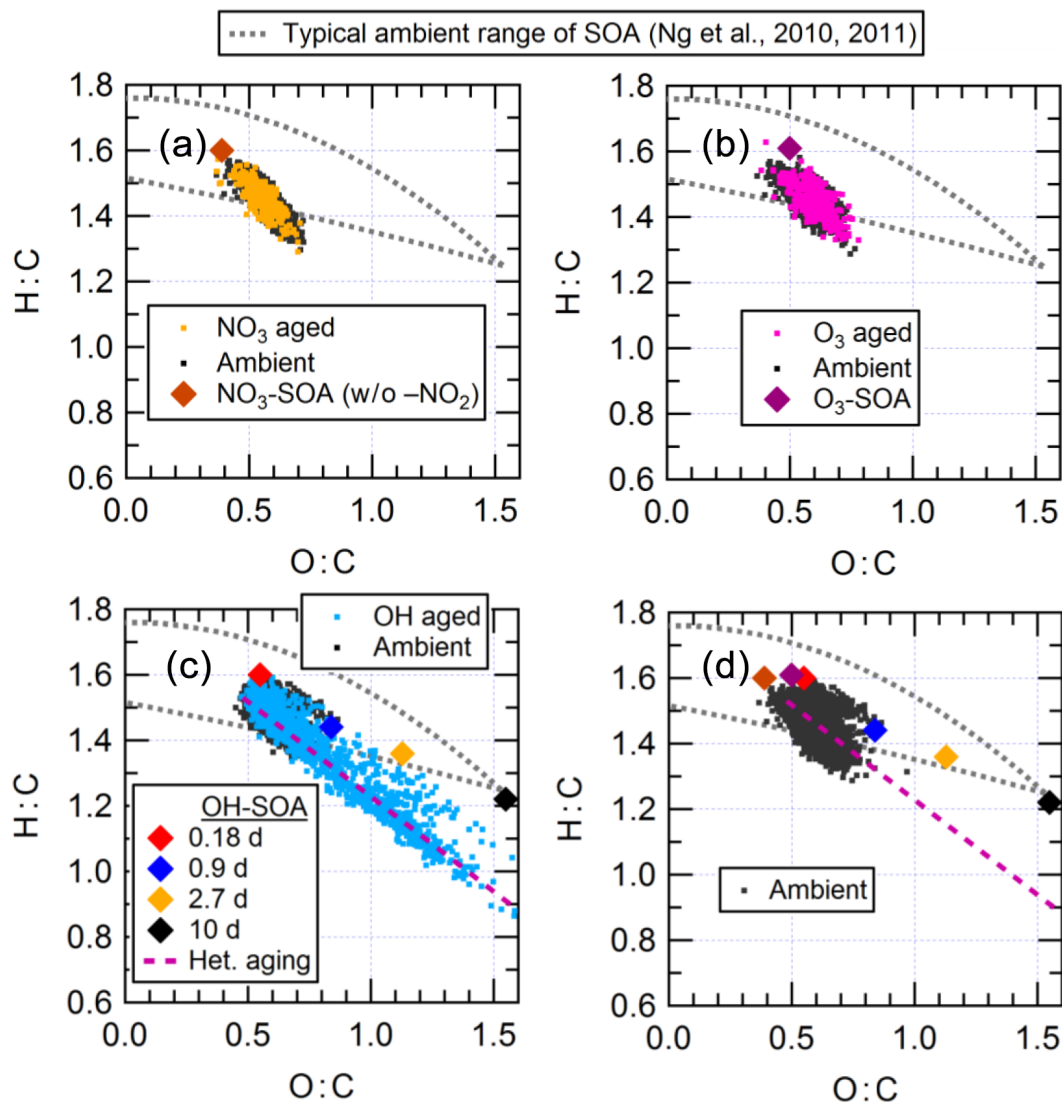 Typical ambient range of SOA (Ng et al., 2010, 2011)
1.8
1.6
1.4
1.2
1.0
0.8
0.6
H:C
(a)
NO₃ aged
Ambient
NO₃-SOA (w/o –NO₂)
0.0
0.5
1.0
1.5
O:C
1.8
1.6
1.4
1.2
1.0
0.8
0.6
H:C
(b)
O₃ aged
Ambient
O₃-SOA
0.0
0.5
1.0
1.5
O:C
1.8
1.6
1.4
1.2
1.0
0.8
0.6
H:C
(c)
OH aged
Ambient
OH-SOA
0.18 d
0.9 d
2.7 d
10 d
Het. aging
0.0
0.5
1.0
1.5
O:C
1.8
1.6
1.4
1.2
1.0
0.8
0.6
H:C
(d)
Ambient
0.0
0.5
1.0
1.5
O:C